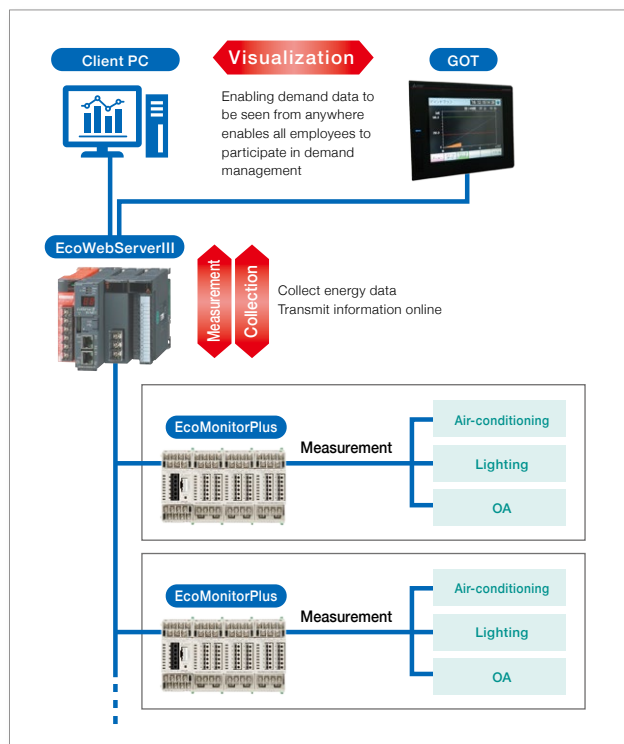 Client PC
Visualization
GOT
Enabling demand data to
be seen from anywhere
enables all employees to
participate in demand
management
EcoWebServerIII
Measurement
Collection
Collect energy data
Transmit information online
EcoMonitorPlus
Measurement
Air-conditioning
Lighting
OA
EcoMonitorPlus
Measurement
Air-conditioning
Lighting
OA